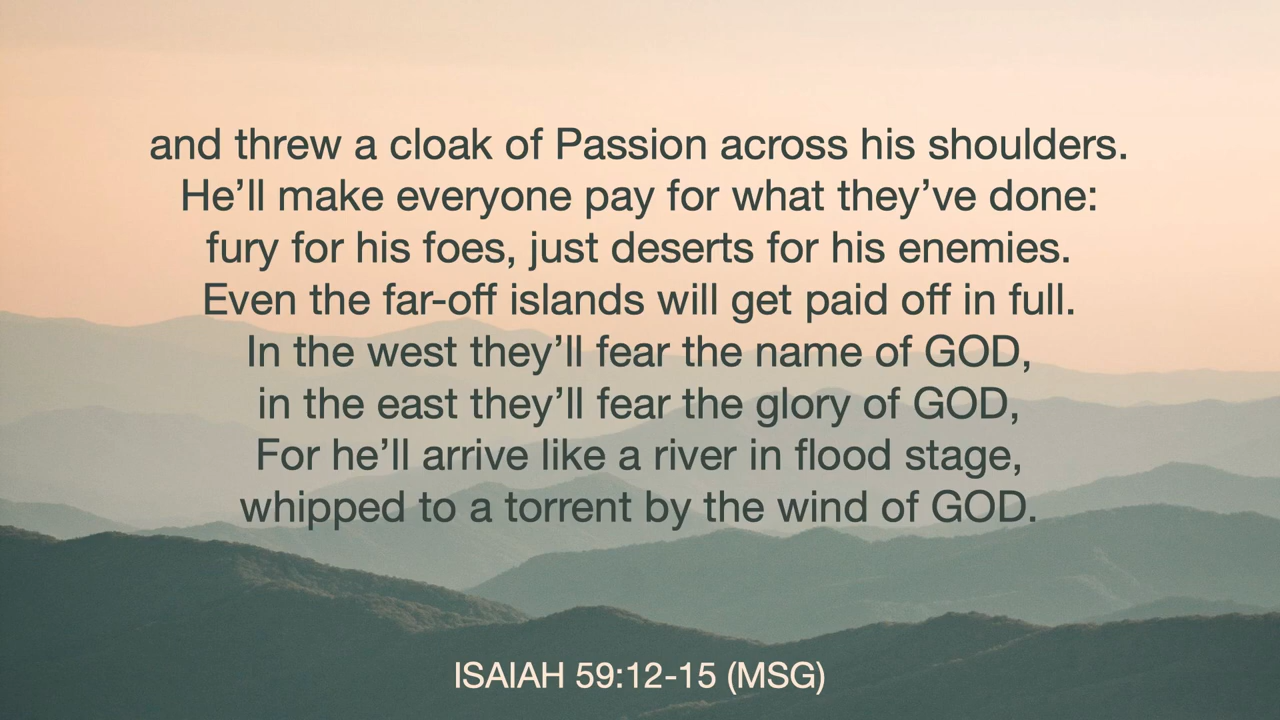 and threw a cloak of Passion across his shoulders.
He’ll make everyone pay for what they’ve done:
fury for his foes, just deserts for his enemies.
Even the far-off islands will get paid off in full.
In the west they’ll fear the name of GOD,
in the east they’ll fear the glory of GOD,
For he’ll arrive like a river in flood stage,
whipped to a torrent by the wind of GOD.
ISAIAH 59:12-15 (MSG)